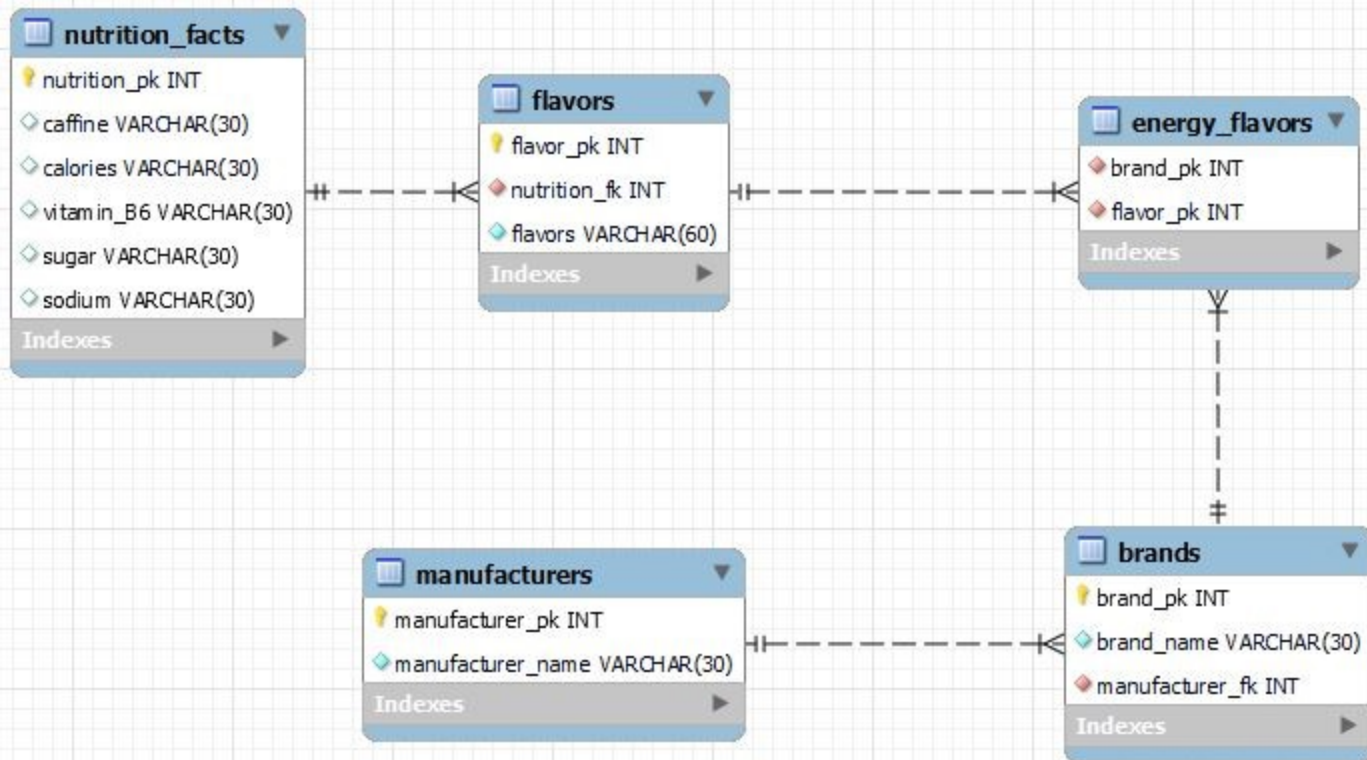 nutrition_facts
nutrition_pk INT
caffine VARCHAR(30)
calories VARCHAR(30)
vitamin_B6 VARCHAR(30)
sugar VARCHAR(30)
sodium VARCHAR(30)
Indexes
flavors
flavor_pk INT
nutrition_fk INT
flavors VARCHAR(60)
Indexes
energy_flavors
brand_pk INT
flavor_pk INT
Indexes
manufacturers
manufacturer_pk INT
manufacturer_name VARCHAR(30)
Indexes
brands
brand_pk INT
brand_name VARCHAR(30)
manufacturer_fk INT
Indexes